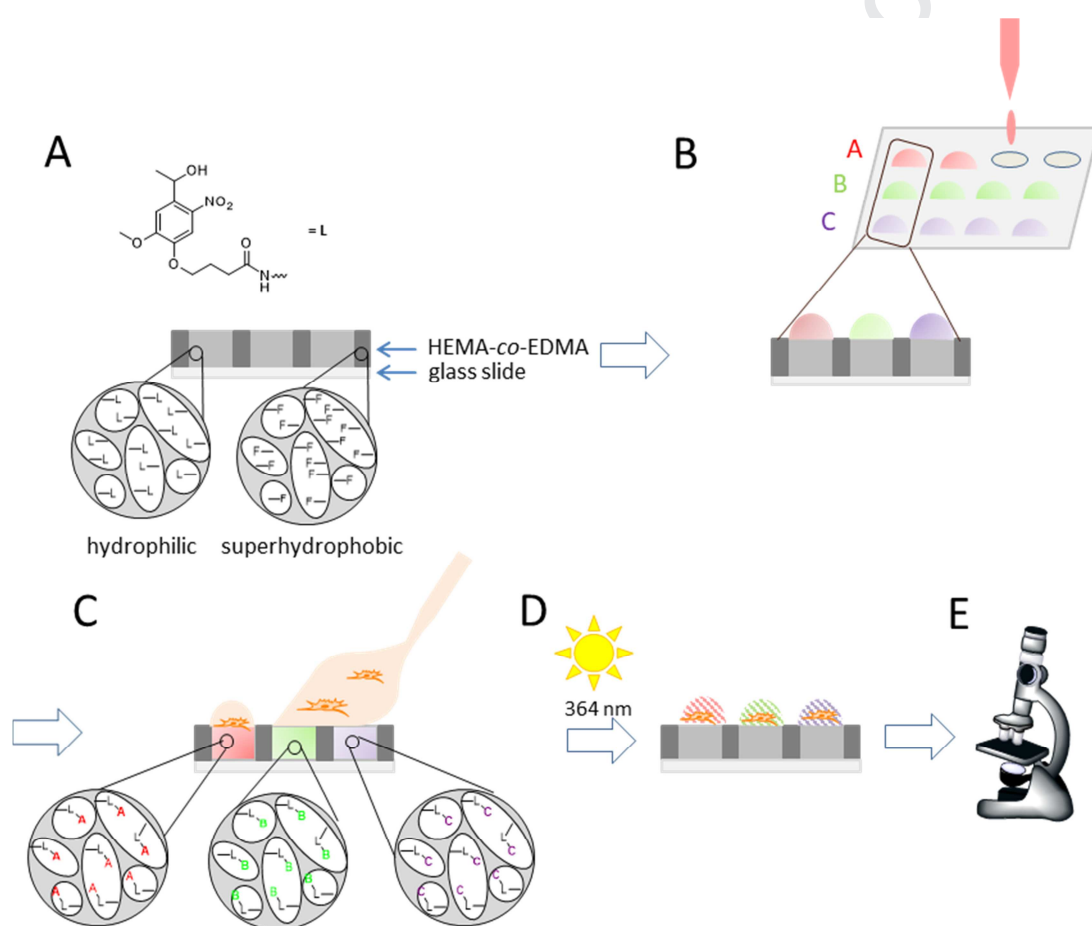 A
OH
NO2
O
O
O
N
H
= L
HEMA-co-EDMA
glass slide
L L L L L L L L L L L L
F F F F F F F F F F F F F F
hydrophilic superhydrophobic
B
A
B
C
C
D
364 nm
E
L A L A L A L A L A L A L A
L B L B L B L B L B L B L B
L C L C L C L C L C L C L C